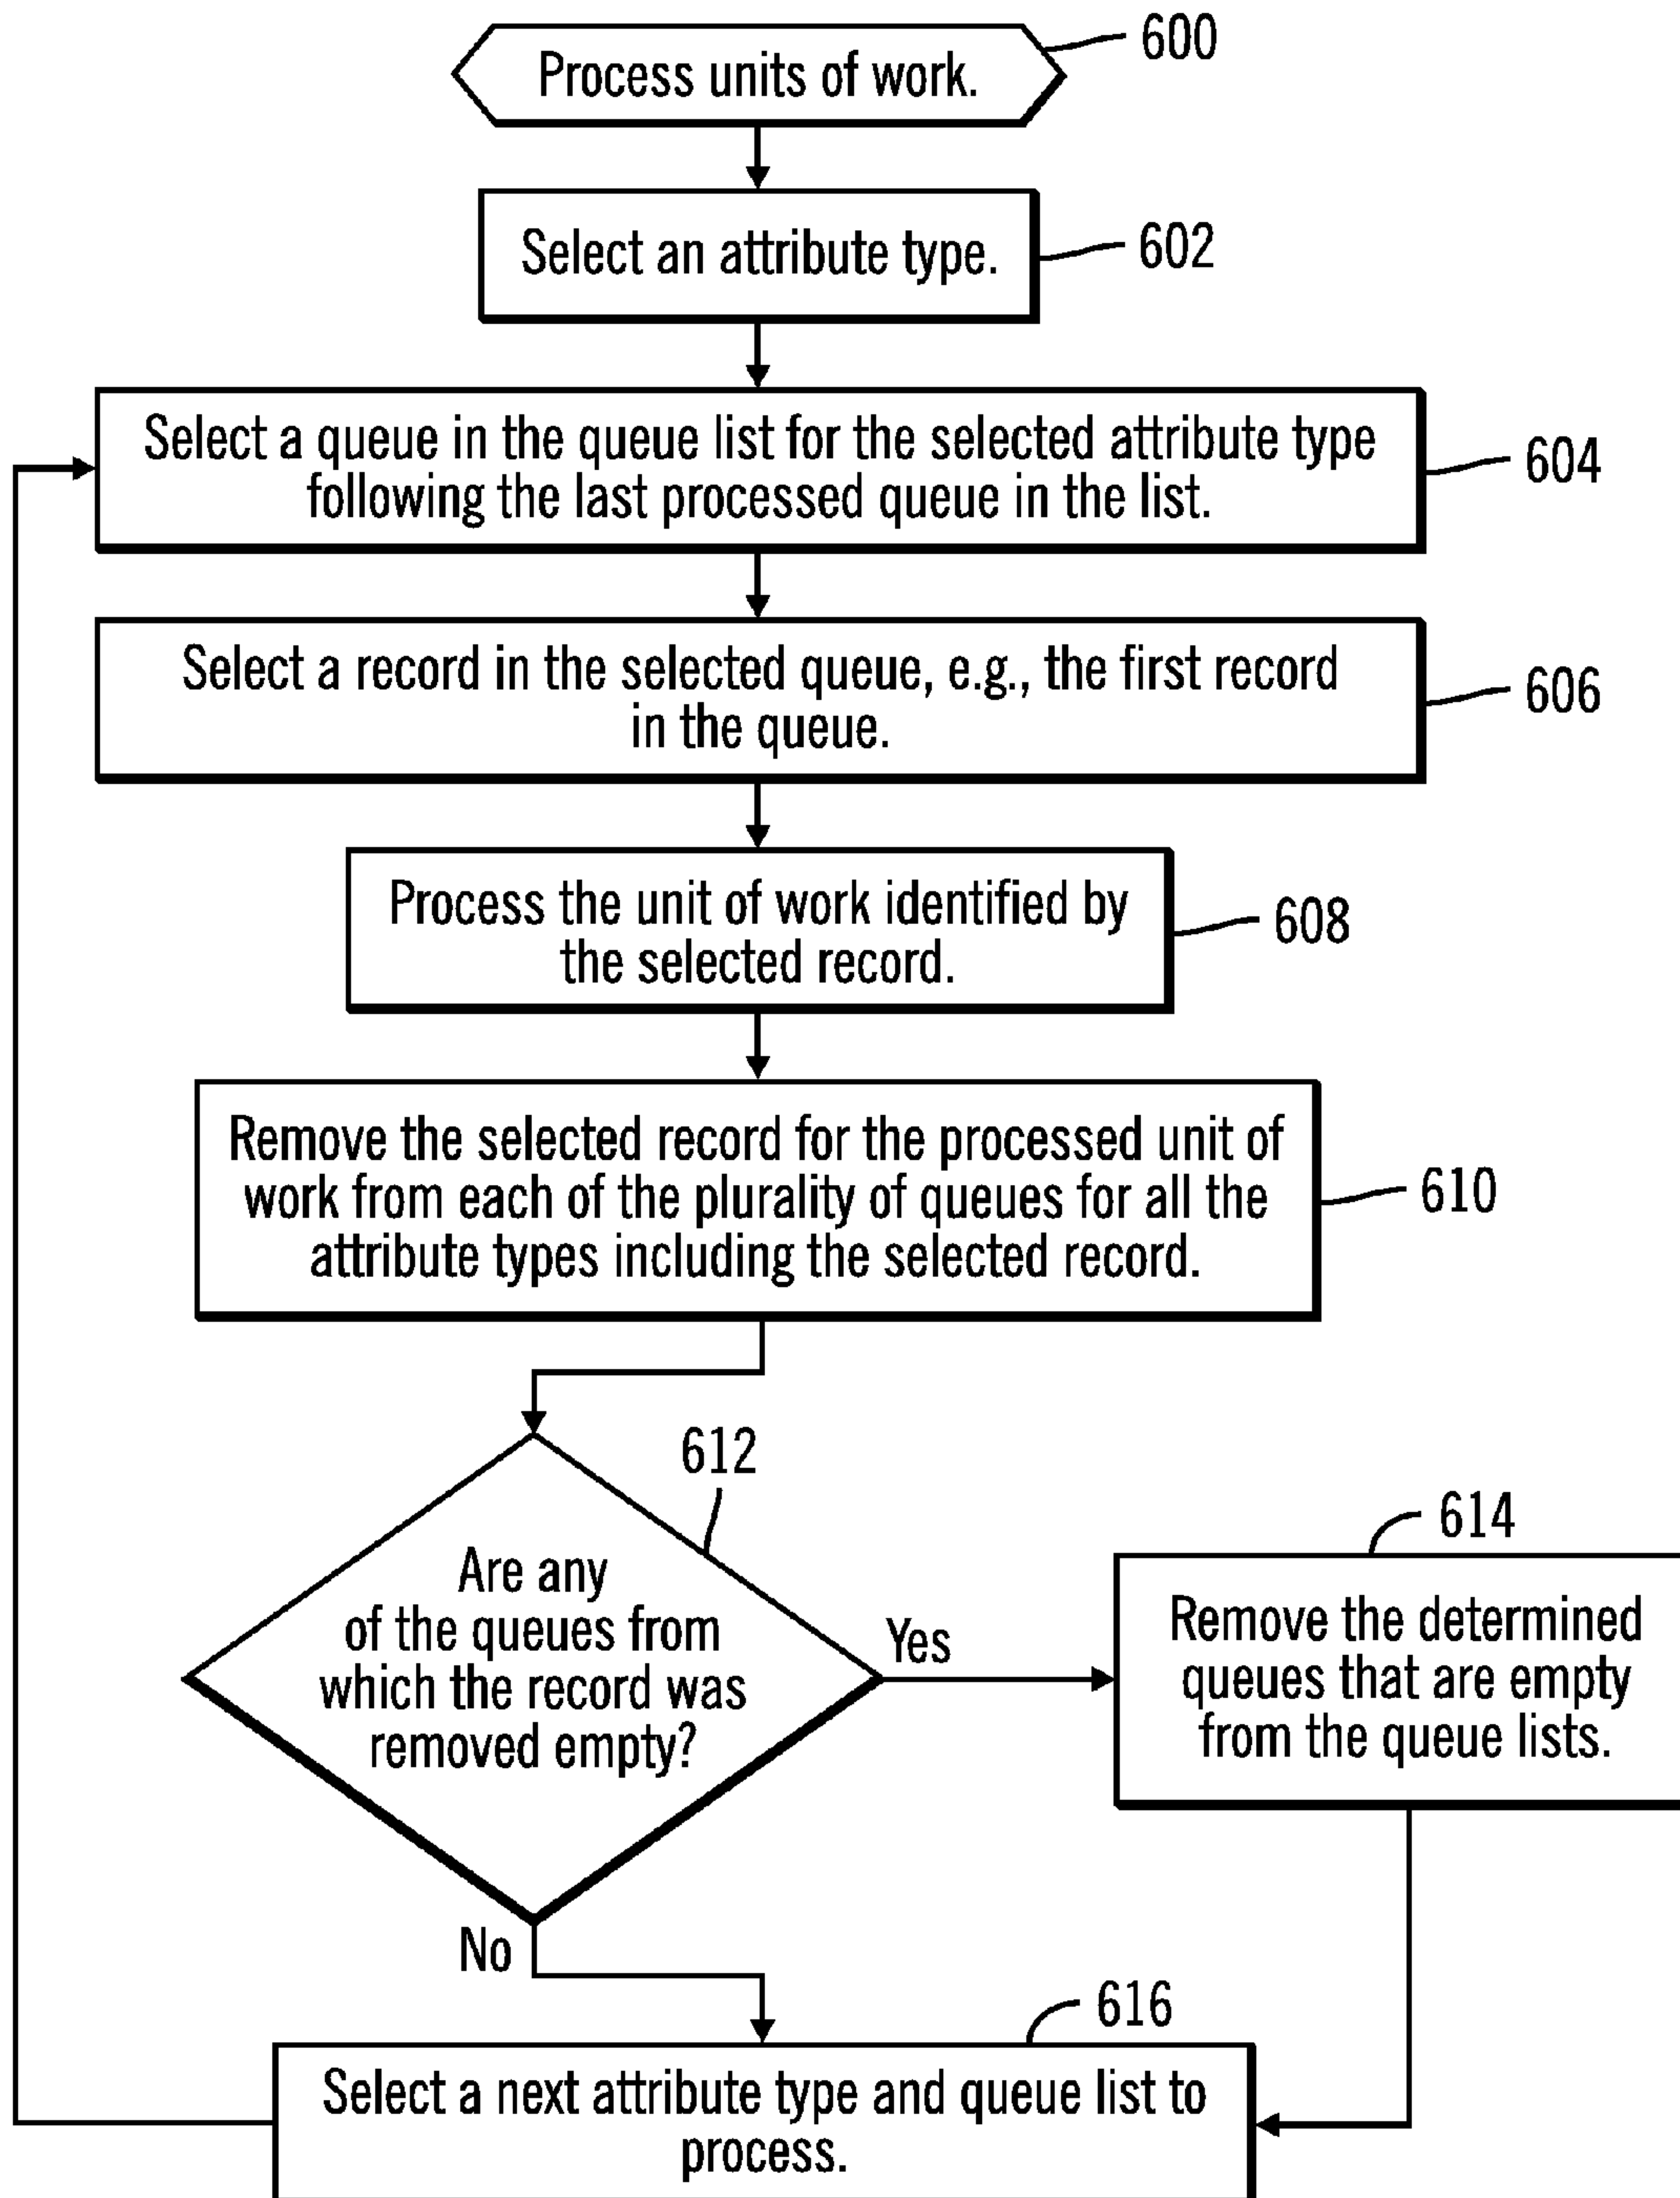 Process units of work.
600
Select an attribute type.
602
Select a queue in the queue list for the selected attribute type
following the last processed queue in the list.
604
Select a record in the selected queue, e.g., the first record
in the queue.
606
Process the unit of work identified by
the selected record.
608
Remove the selected record for the processed unit of
work from each of the plurality of queues for all the
attribute types including the selected record.
610
612
Are any
of the queues from
which the record was
removed empty?
Yes
614
Remove the determined
queues that are empty
from the queue lists.
No
616
Select a next attribute type and queue list to
process.